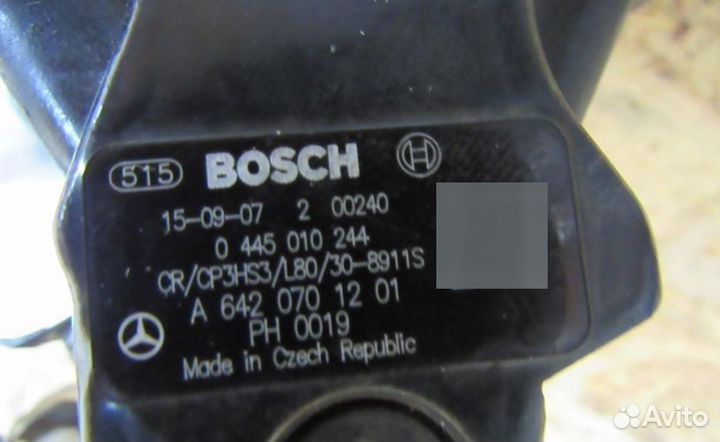 515 BOSCH
15-09-07 2 00240
0 445 010 244
CR/CP3HS3/L80/30-8911S
A 642 070 12 01
PH 0019
Made in Czech Republic
Avito